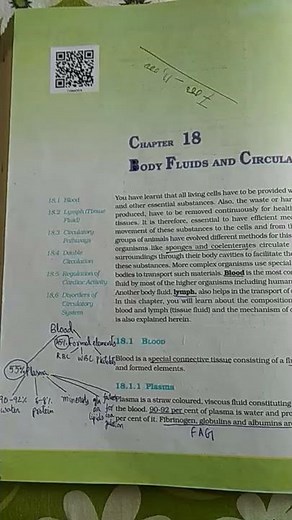 CHAPTER 18
BODY FLUIDS AND CIRCULA
18.1 Blood
18.2 Lymph (Tissue
Fluid)
18.3 Circulatory
Pathways
18.4 Double
Circulation
18.5 Regulation of
Cardiac Activity
18.6 Disorders of
Circulatory
System
You have learnt that all living cells have to be provided w
and other essential substances. Also, the waste or har
produced, have to be removed continuously for healt
tissues. It is therefore, essential to have efficient me
movement of these substances to the cells and from th
groups of animals have evolved different methods for this
organisms like sponges and coelenterates circulate
surroundings through their body cavities to facilitate the
these substances. More complex organisms use special
bodies to transport such materials. Blood is the most co
fluid by most of the higher organisms including human
Another body fluid, lymph, also helps in the transport of c
In this chapter, you will learn about the composition
blood and lymph (tissue fluid) and the mechanism of c
is also explained herein.
Blood
45% Formed elements
RBC WBC Platelets
55% Plasma
90-92% water
6-8% protein
minerals
18.1 BLOOD
Blood is a special connective tissue consisting of a fl
and formed elements.
18.1.1 Plasma
Plasma is a straw coloured, viscous fluid constituting
the blood. 90-92 per cent of plasma is water and pro
per cent of it. Fibrinogen, globulins and albumins are
FAG